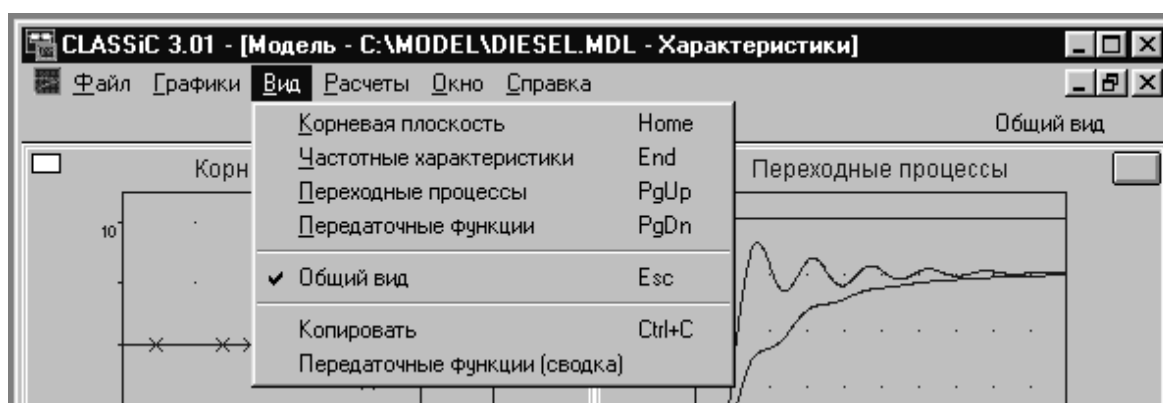 CLASSiC 3.01 - [Модель - C:\MODEL\DIESEL.MDL - Характеристики]
Файл Графики Вид Расчеты Окно Справка
Общий вид
Корневая плоскость Home
Частотные характеристики End
Переходные процессы PgUp
Передаточные функции PgDn
✔ Общий вид Esc
Копировать Ctrl+C
Передаточные функции (сводка)
Корн
Переходные процессы
10